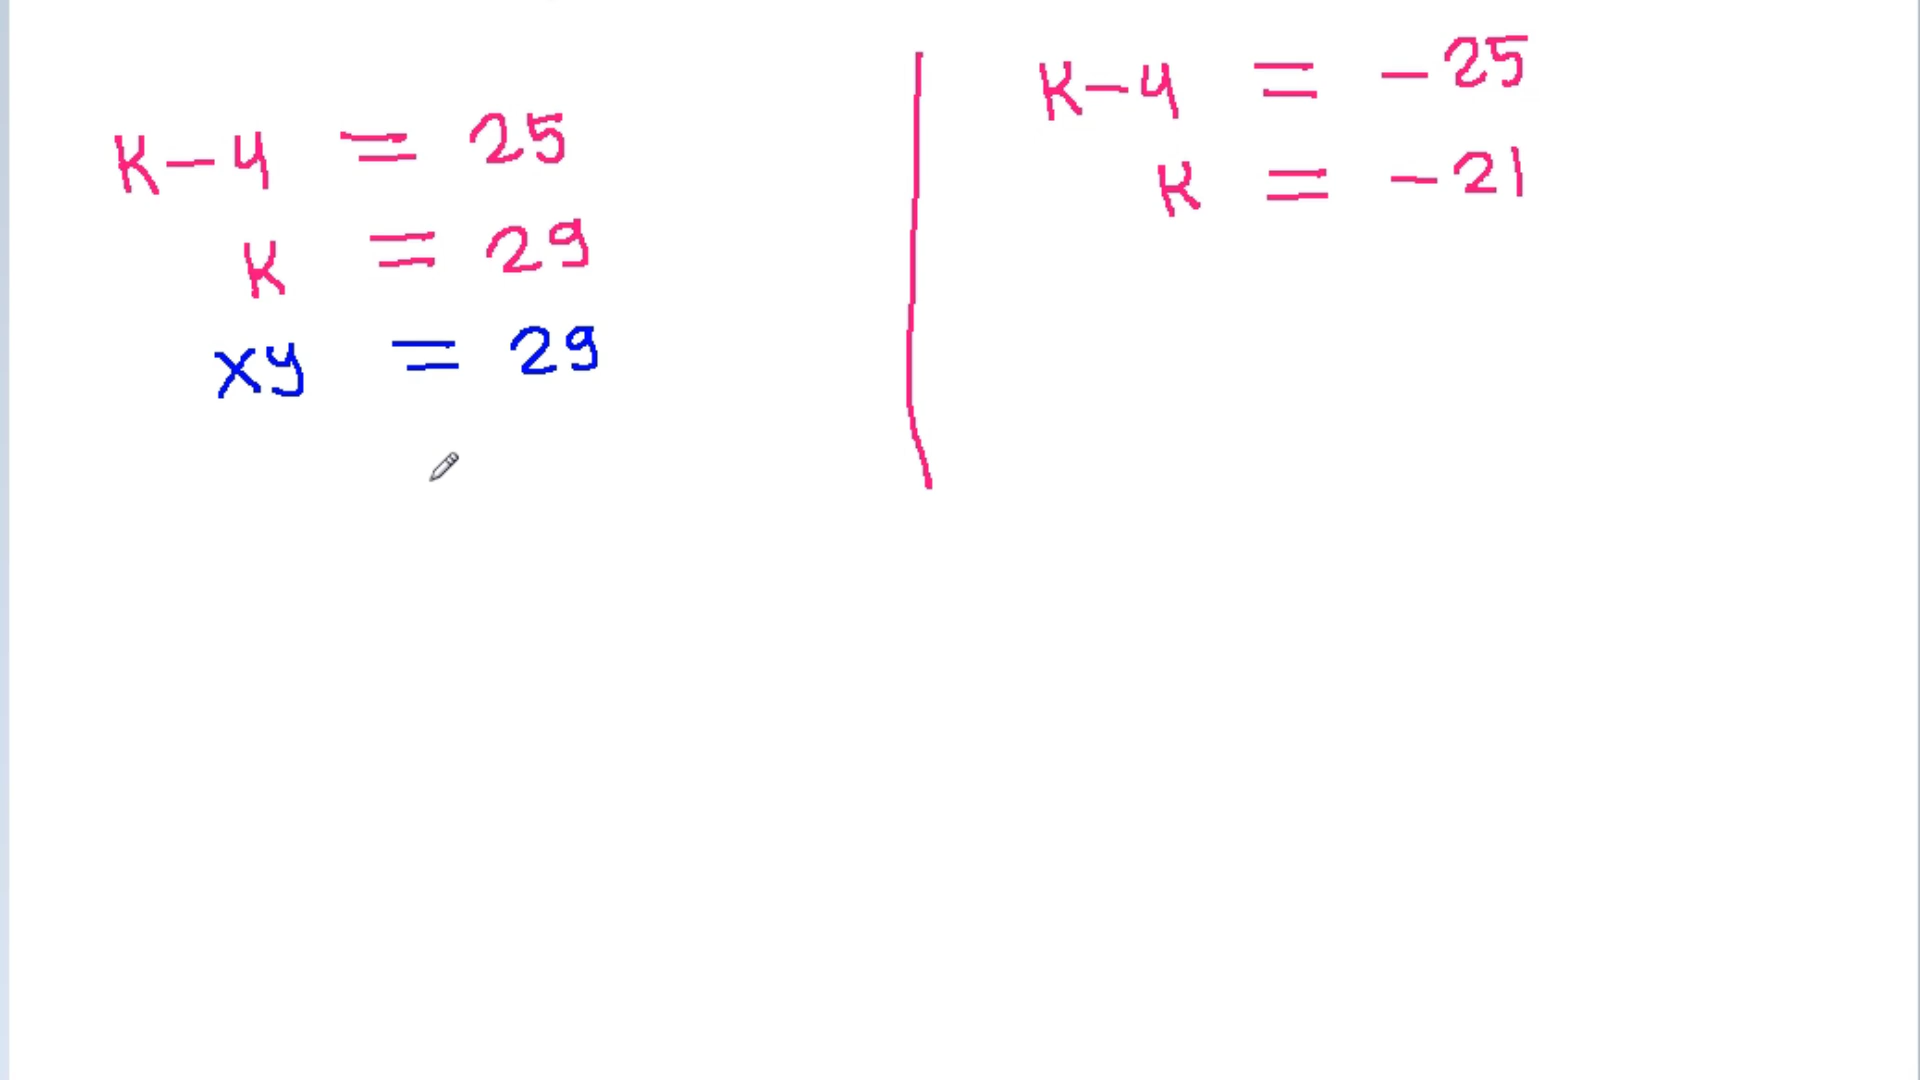 K-4 = 25
K = 29
xy = 29
K-4 = -25
K = -21